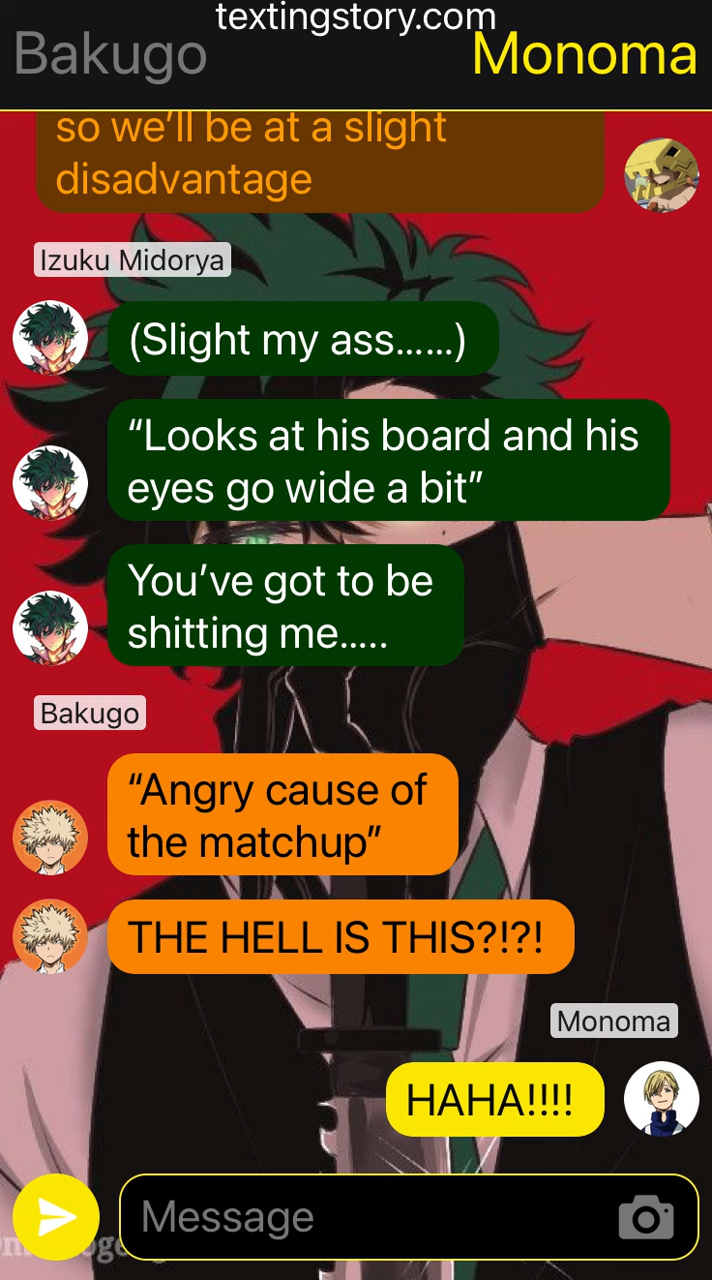 textingstory.com
Bakugo
Monoma
so we’ll be at a slight
disadvantage
Izuku Midorya
(Slight my ass......)
“Looks at his board and his
eyes go wide a bit”
You’ve got to be
shitting me.....
Bakugo
“Angry cause of
the matchup”
THE HELL IS THIS?!?!
Monoma
HAHA!!!!
Message